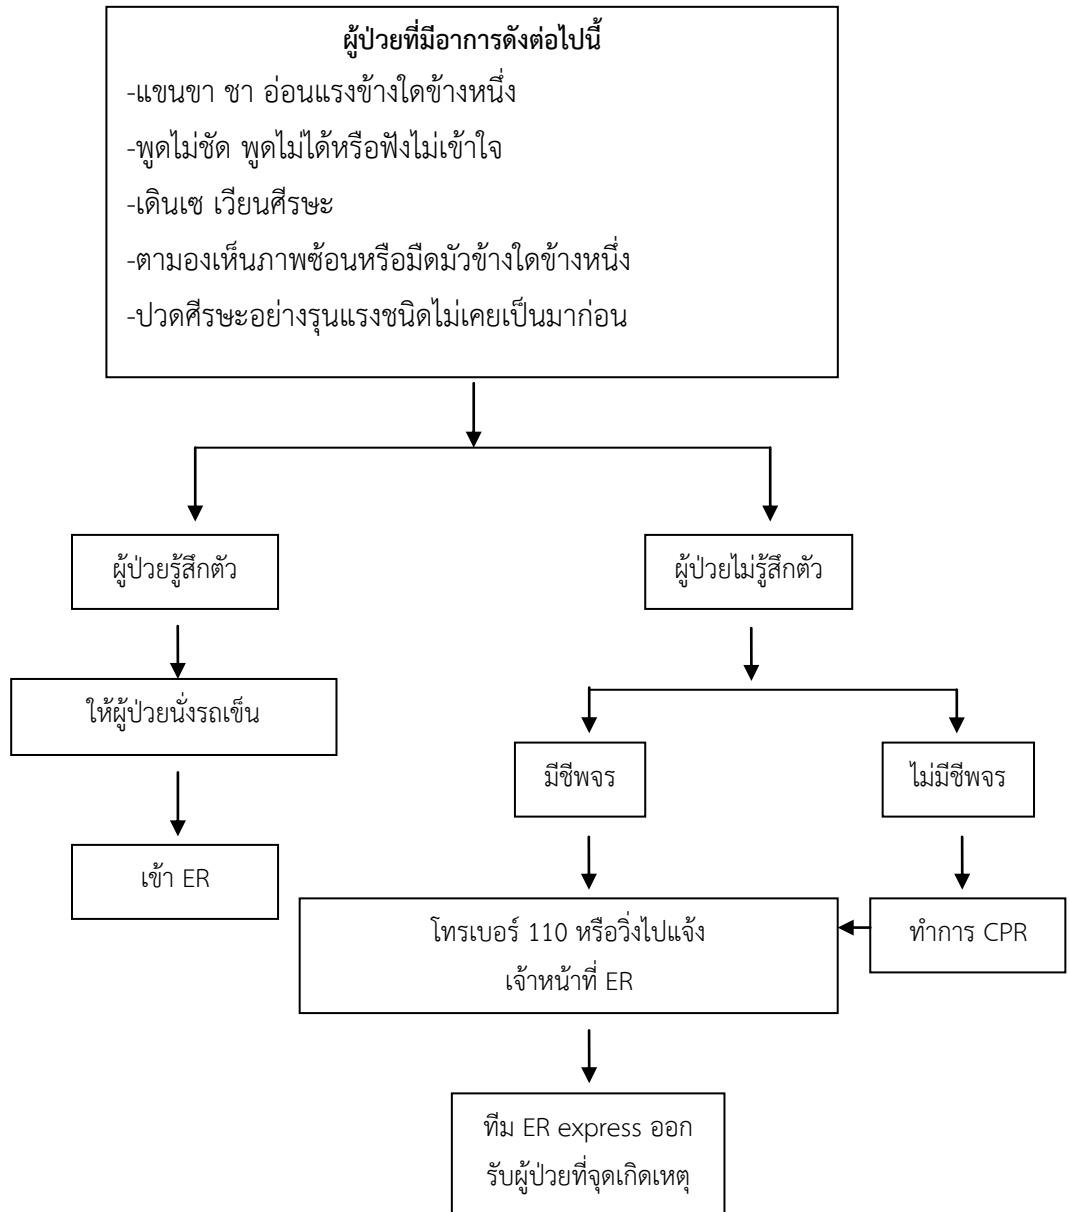 ผู้ป่วยที่มีอาการดังต่อไปนี้
-แขนขา ชา อ่อนแรงข้างใดข้างหนึ่ง
-พูดไม่ชัด พูดไม่ได้หรือฟังไม่เข้าใจ
-เดินเซ เวียนศีรษะ
-ตามองเห็นภาพซ้อนหรือมืดมัวข้างใดข้างหนึ่ง
-ปวดศีรษะอย่างรุนแรงชนิดไม่เคยเป็นมาก่อน
ผู้ป่วยรู้สึกตัว
ผู้ป่วยไม่รู้สึกตัว
ให้ผู้ป่วยนั่งรถเข็น
มีชีพจร
ไม่มีชีพจร
เข้า ER
โทรเบอร์ 110 หรือวิ่งไปแจ้ง
เจ้าหน้าที่ ER
ทำการ CPR
ทีม ER express ออก
รับผู้ป่วยที่จุดเกิดเหตุ